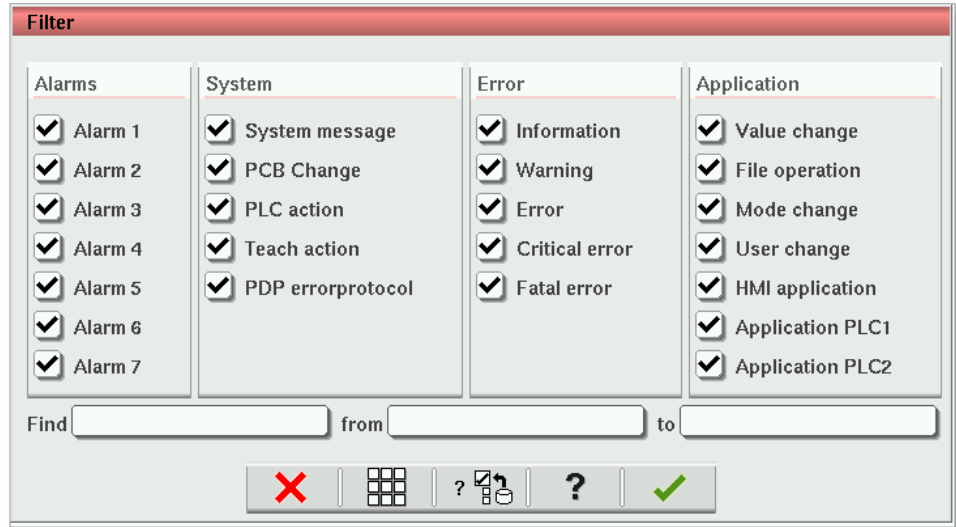 Filter
Alarms
Alarm 1
Alarm 2
Alarm 3
Alarm 4
Alarm 5
Alarm 6
Alarm 7
System
System message
PCB Change
PLC action
Teach action
PDP errorprotocol
Error
Information
Warning
Error
Critical error
Fatal error
Application
Value change
File operation
Mode change
User change
HMI application
Application PLC1
Application PLC2
Find from to
? ?